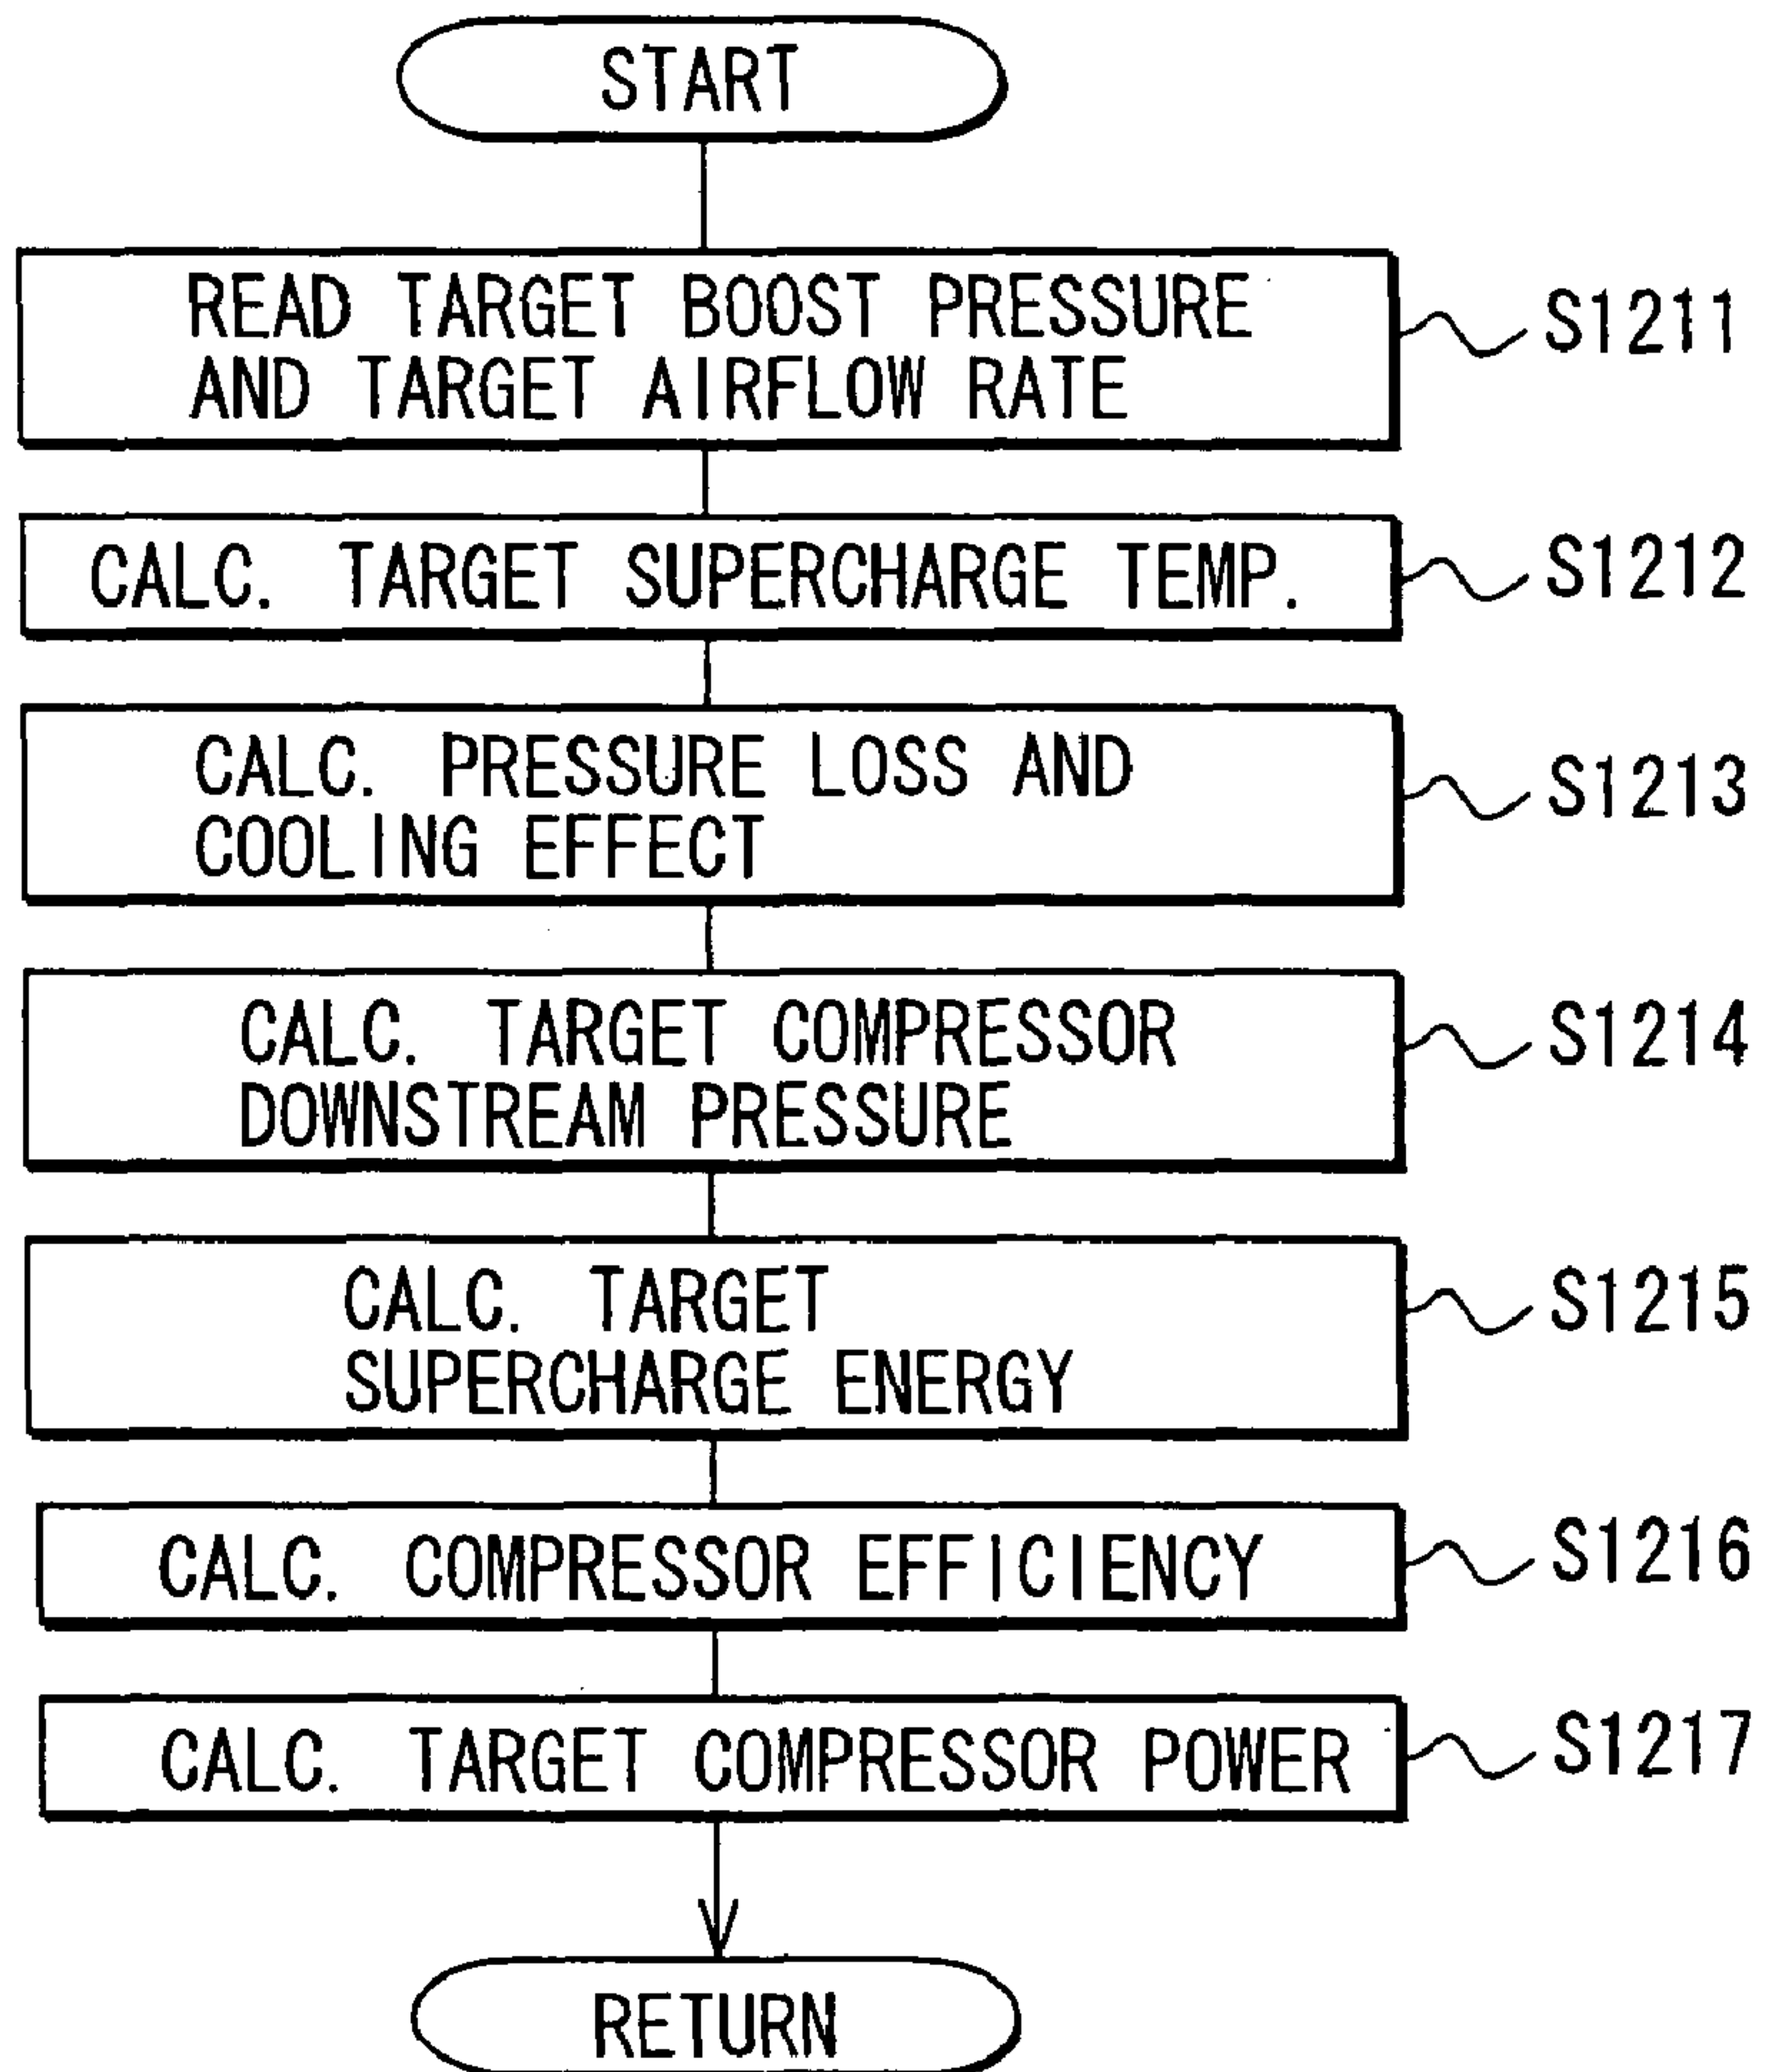 START
READ TARGET BOOST PRESSURE
AND TARGET AIRFLOW RATE
S1211
CALC. TARGET SUPERCHARGE TEMP.
S1212
CALC. PRESSURE LOSS AND
COOLING EFFECT
S1213
CALC. TARGET COMPRESSOR
DOWNSTREAM PRESSURE
S1214
CALC. TARGET
SUPERCHARGE ENERGY
S1215
CALC. COMPRESSOR EFFICIENCY
S1216
CALC. TARGET COMPRESSOR POWER
S1217
RETURN